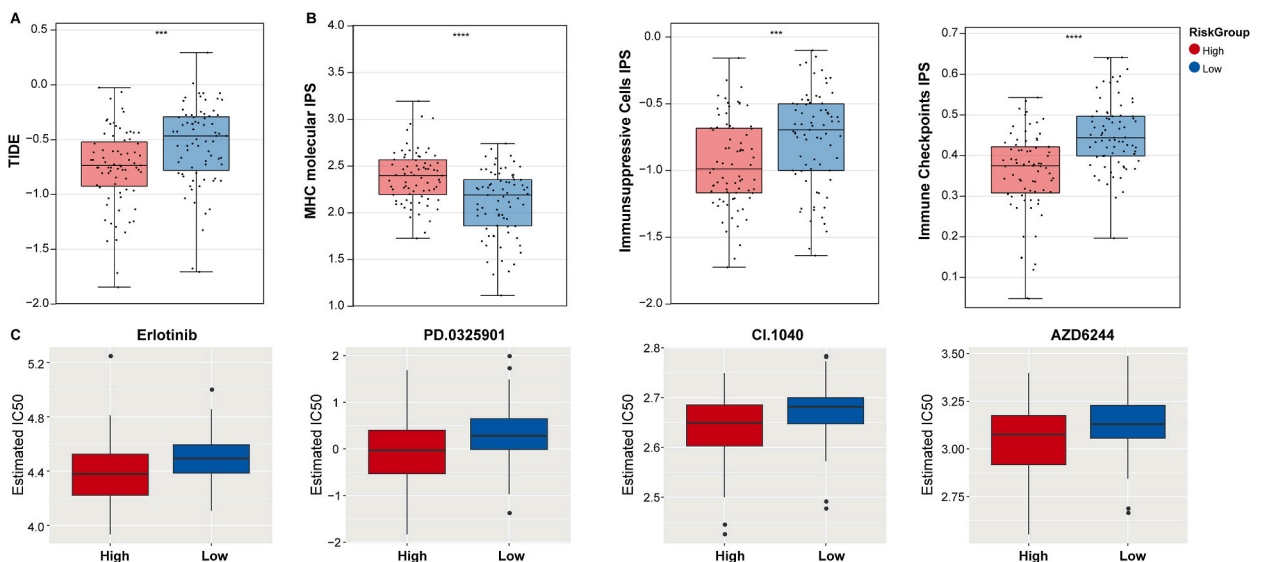 A
B
TIDE
0.5
0.0
−0.5
−1.0
−1.5
−2.0
***
MHC molecular IPS
4.0
3.5
3.0
2.5
2.0
1.5
1.0
****
Immunsuppressive Cells IPS
0.0
−0.5
−1.0
−1.5
−2.0
***
Immune Checkpoints IPS
0.7
0.6
0.5
0.4
0.3
0.2
0.1
****
RiskGroup
High
Low
C
Erlotinib
Estimated IC50
5.2
4.8
4.4
4.0
High Low
PD.0325901
Estimated IC50
2
1
0
−1
−2
High Low
CI.1040
Estimated IC50
2.8
2.7
2.6
2.5
High Low
AZD6244
Estimated IC50
3.50
3.25
3.00
2.75
High Low